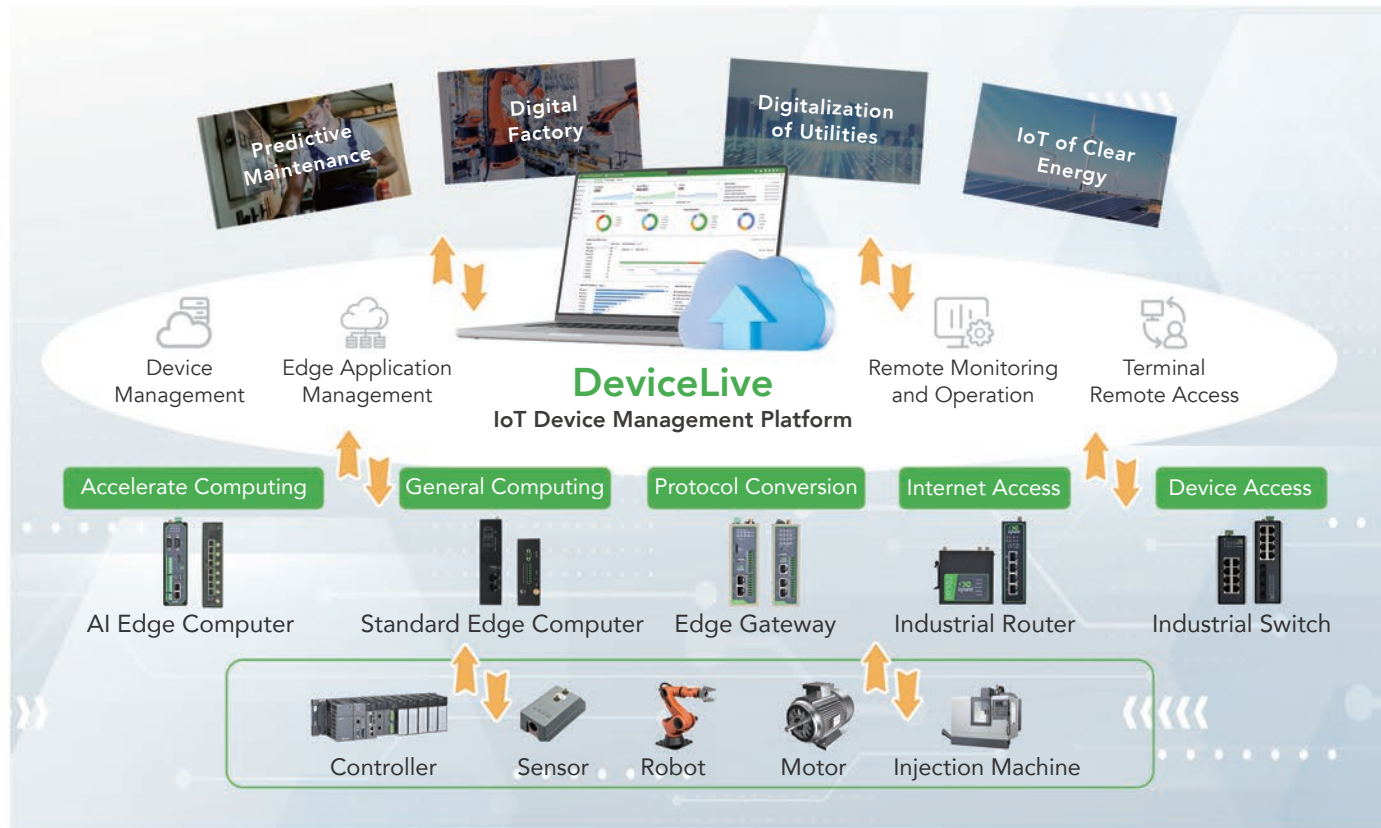 Predictive
Maintenance
Digital
Factory
Digitalization
of Utilities
IoT of Clear
Energy
Device
Management
Edge Application
Management
DeviceLive
IoT Device Management Platform
Remote Monitoring
and Operation
Terminal
Remote Access
Accelerate Computing
General Computing
Protocol Conversion
Internet Access
Device Access
AI Edge Computer
Standard Edge Computer
Edge Gateway
Industrial Router
Industrial Switch
Controller
Sensor
Robot
Motor
Injection Machine